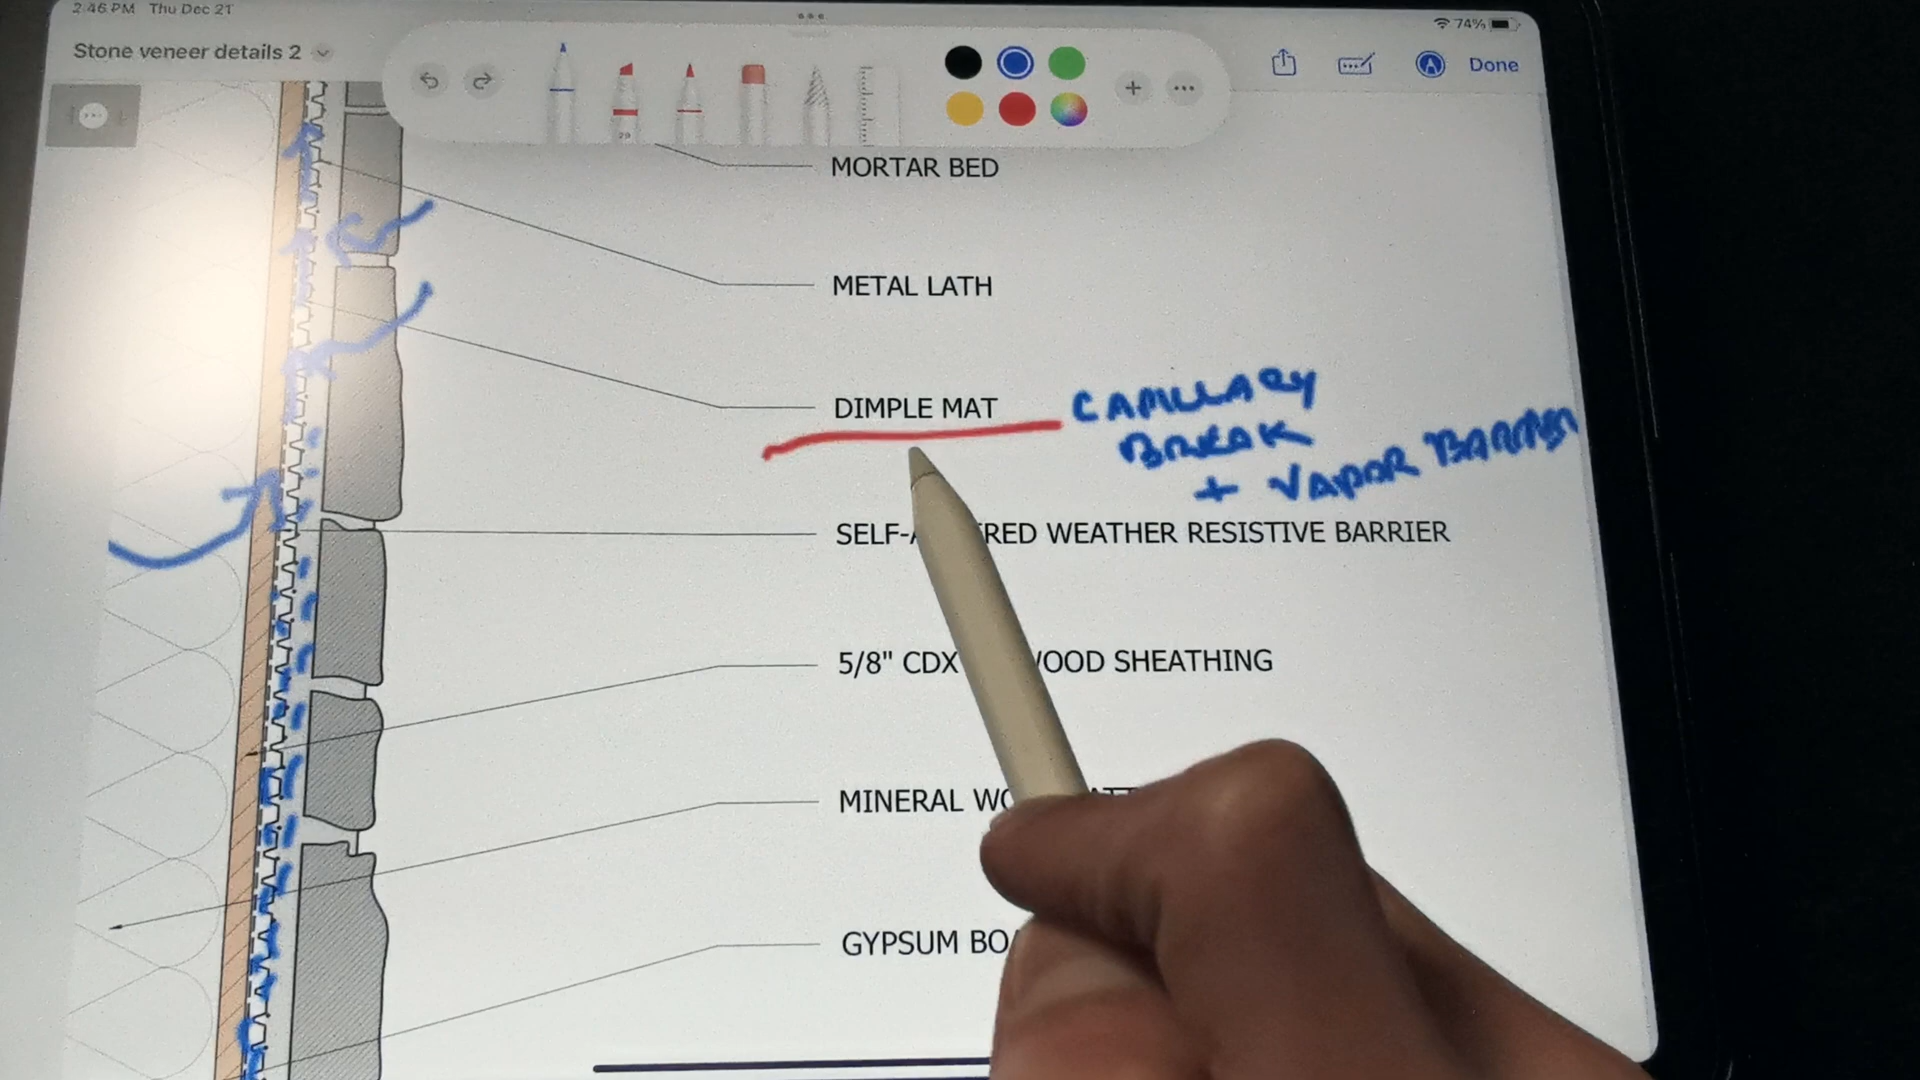 2:46 PM Thu Dec 21
74%
Stone veneer details 2
Done
29
MORTAR BED
METAL LATH
DIMPLE MAT
CAPILLARY
BREAK
+ VAPOR BARRIER
SELF- RED WEATHER RESISTIVE BARRIER
5/8" CDX OOD SHEATHING
MINERAL
GYPSUM